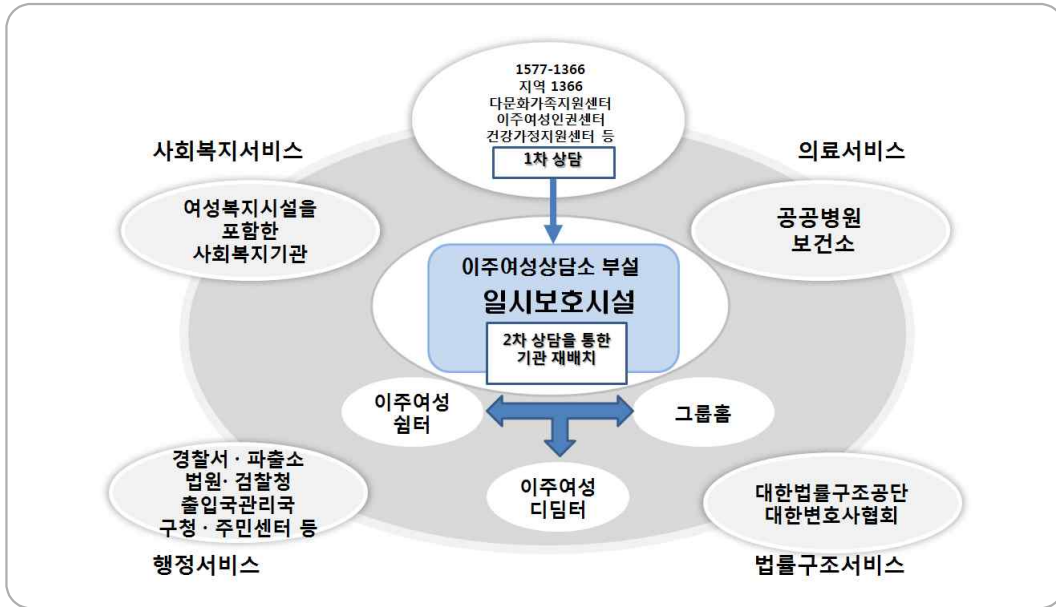 1577-1366
지역 1366
다문화가족지원센터
이주여성인권센터
건강가정지원센터 등
1차 상담
사회복지서비스
의료서비스
여성복지시설을
포함한
사회복지기관
공공병원
보건소
이주여성상담소 부설
일시보호시설
2차 상담을 통한
기관 재배치
이주여성
쉼터
그룹홈
이주여성
디딤터
경찰서 · 파출소
법원· 검찰청
출입국관리국
구청 · 주민센터 등
대한법률구조공단
대한변호사협회
행정서비스
법률구조서비스